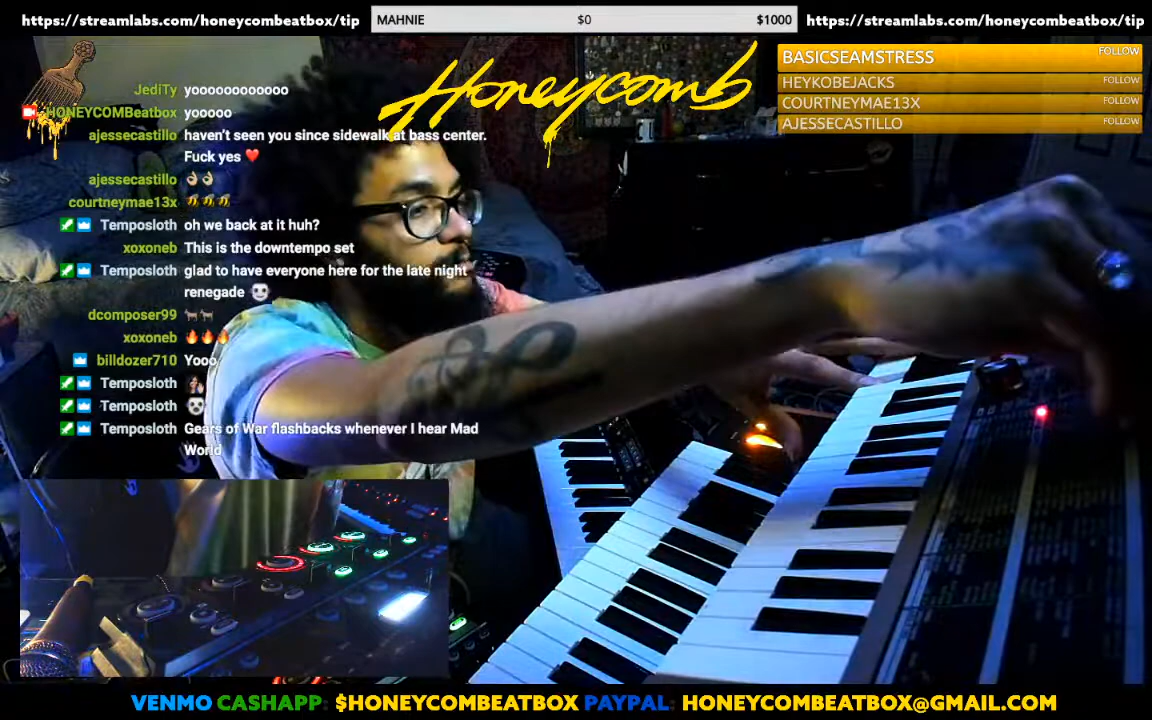 https://streamlabs.com/honeycombeatbox/tip
MAHNIE $0 $1000
https://streamlabs.com/honeycombeatbox/tip
Honeycomb
BASICSEAMSTRESS FOLLOW
HEYKOBEJACKS FOLLOW
COURTNEYMAE13X FOLLOW
AJESSECASTILLO FOLLOW
JediTy yooooooooooooo
HONEYCOMBeatbox yooooo
ajessecastillo haven't seen you since sidewalk at bass center.
Fuck yes ❤️
ajessecastillo 👌🏼👌🏼
courtneymae13x 🐝🐝🐝
Temposloth oh we back at it huh?
xoxoneb This is the downtempo set
Temposloth glad to have everyone here for the late night
renegade
dcomposer99 🐐🐐
xoxoneb 🔥🔥🔥
billdozer710 Yooo
Temposloth
Temposloth
Temposloth Gears of War flashbacks whenever I hear Mad
World
VENMO CASHAPP: $HONEYCOMBEATBOX PAYPAL: HONEYCOMBEATBOX@GMAIL.COM